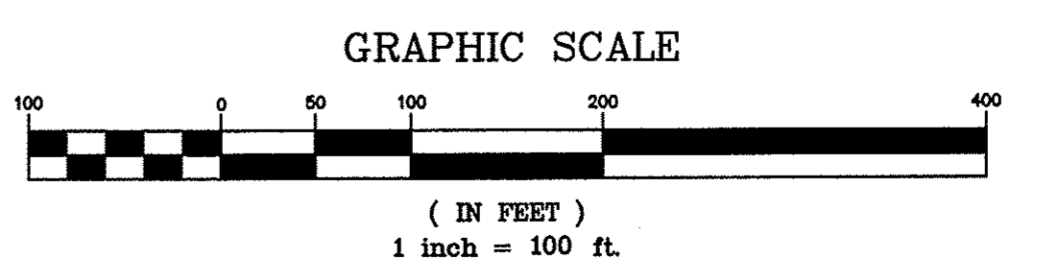 GRAPHIC SCALE
100 0 50 100 200 400
( IN FEET )
1 inch = 100 ft.